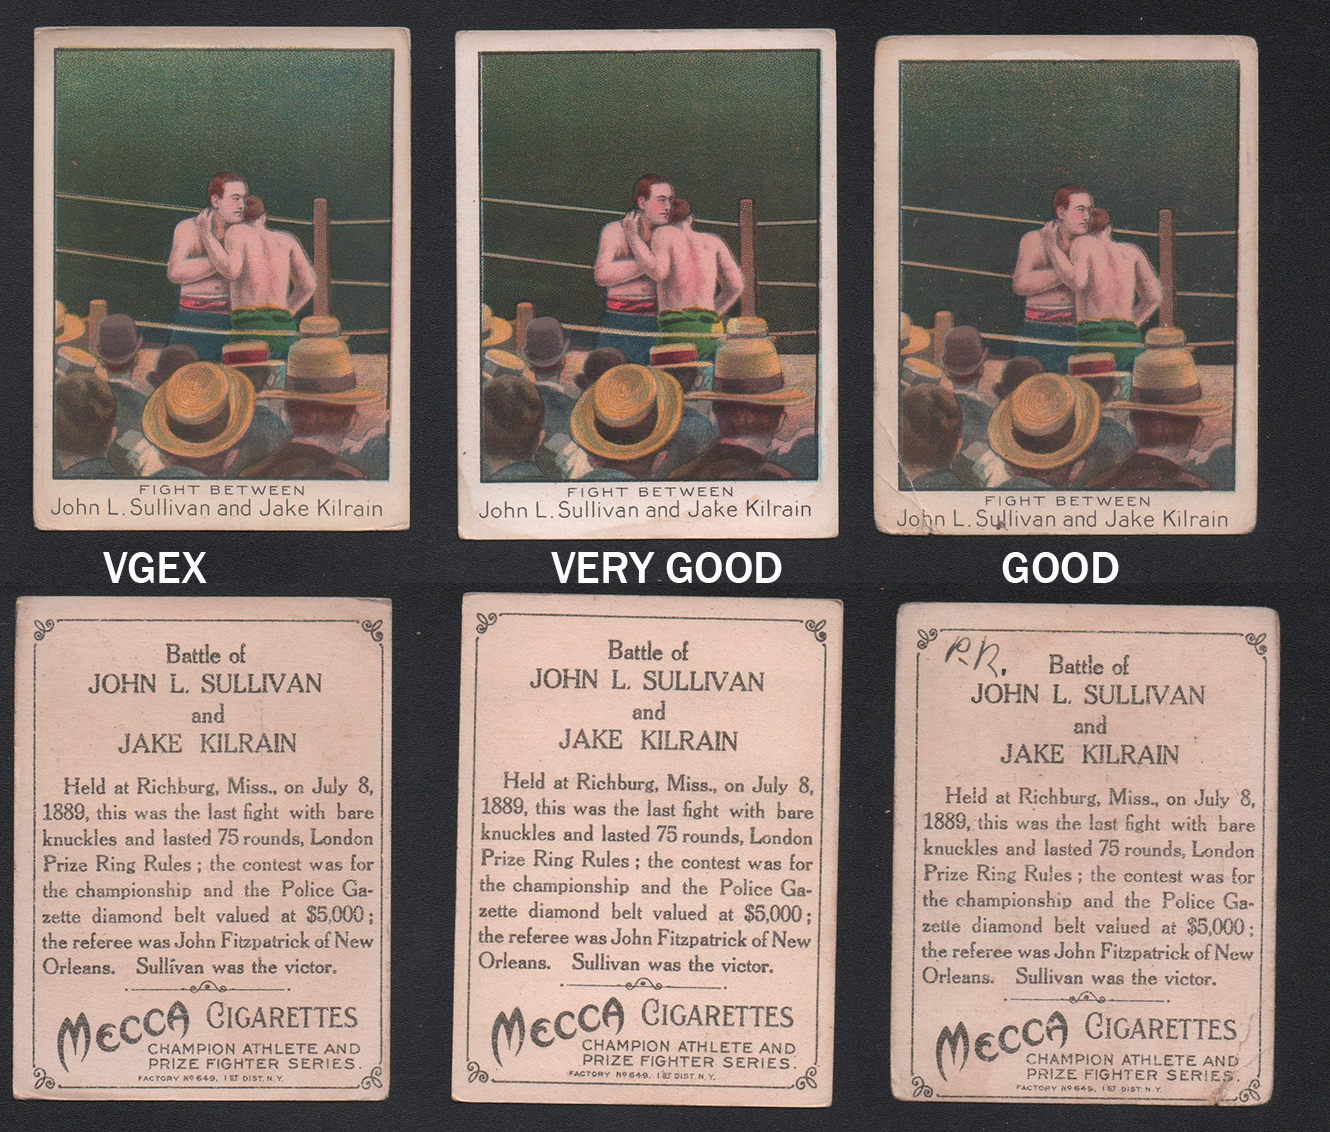 FIGHT BETWEEN
John L. Sullivan and Jake Kilrain
FIGHT BETWEEN
John L. Sullivan and Jake Kilrain
FIGHT BETWEEN
John L. Sullivan and Jake Kilrain
VGEX
VERY GOOD
GOOD
Battle of
JOHN L. SULLIVAN
and
JAKE KILRAIN
Held at Richburg, Miss., on July 8,
1889, this was the last fight with bare
knuckles and lasted 75 rounds, London
Prize Ring Rules ; the contest was for
the championship and the Police Ga-
zette diamond belt valued at $5,000 ;
the referee was John Fitzpatrick of New
Orleans. Sullivan was the victor.
MECCA CIGARETTES
CHAMPION ATHLETE AND
PRIZE FIGHTER SERIES.
FACTORY No 649. 1ST DIST. N.Y.
Battle of
JOHN L. SULLIVAN
and
JAKE KILRAIN
Held at Richburg, Miss., on July 8,
1889, this was the last fight with bare
knuckles and lasted 75 rounds, London
Prize Ring Rules ; the contest was for
the championship and the Police Ga-
zette diamond belt valued at $5,000 ;
the referee was John Fitzpatrick of New
Orleans. Sullivan was the victor.
MECCA CIGARETTES
CHAMPION ATHLETE AND
PRIZE FIGHTER SERIES.
FACTORY No 649. 1ST DIST. N.Y.
P.R.
Battle of
JOHN L. SULLIVAN
and
JAKE KILRAIN
Held at Richburg, Miss., on July 8,
1889, this was the last fight with bare
knuckles and lasted 75 rounds, London
Prize Ring Rules ; the contest was for
the championship and the Police Ga-
zette diamond belt valued at $5,000 ;
the referee was John Fitzpatrick of New
Orleans. Sullivan was the victor.
MECCA CIGARETTES
CHAMPION ATHLETE AND
PRIZE FIGHTER SERIES.
FACTORY No 649. 1ST DIST. N.Y.